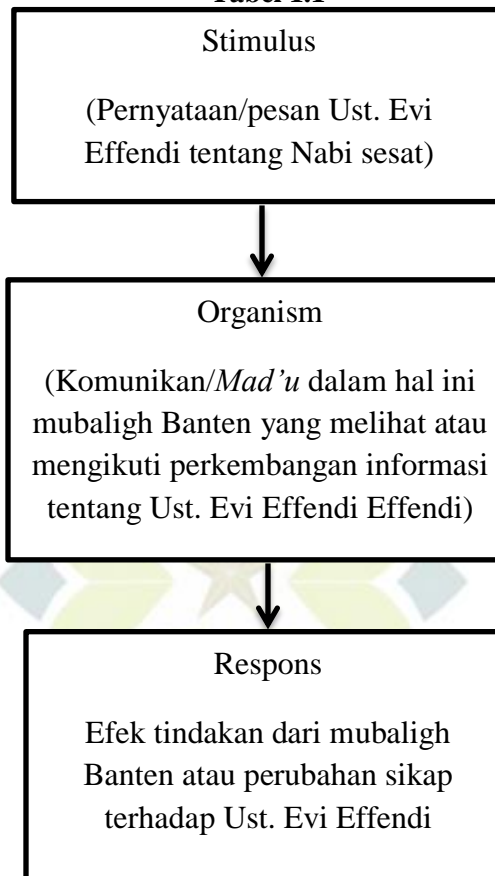 Tabel 1.1
Stimulus
(Pernyataan/pesan Ust. Evi
Effendi tentang Nabi sesat)
Organism
(Komunikan/Mad’u dalam hal ini
mubaligh Banten yang melihat atau
mengikuti perkembangan informasi
tentang Ust. Evi Effendi Effendi)
Respons
Efek tindakan dari mubaligh
Banten atau perubahan sikap
terhadap Ust. Evi Effendi